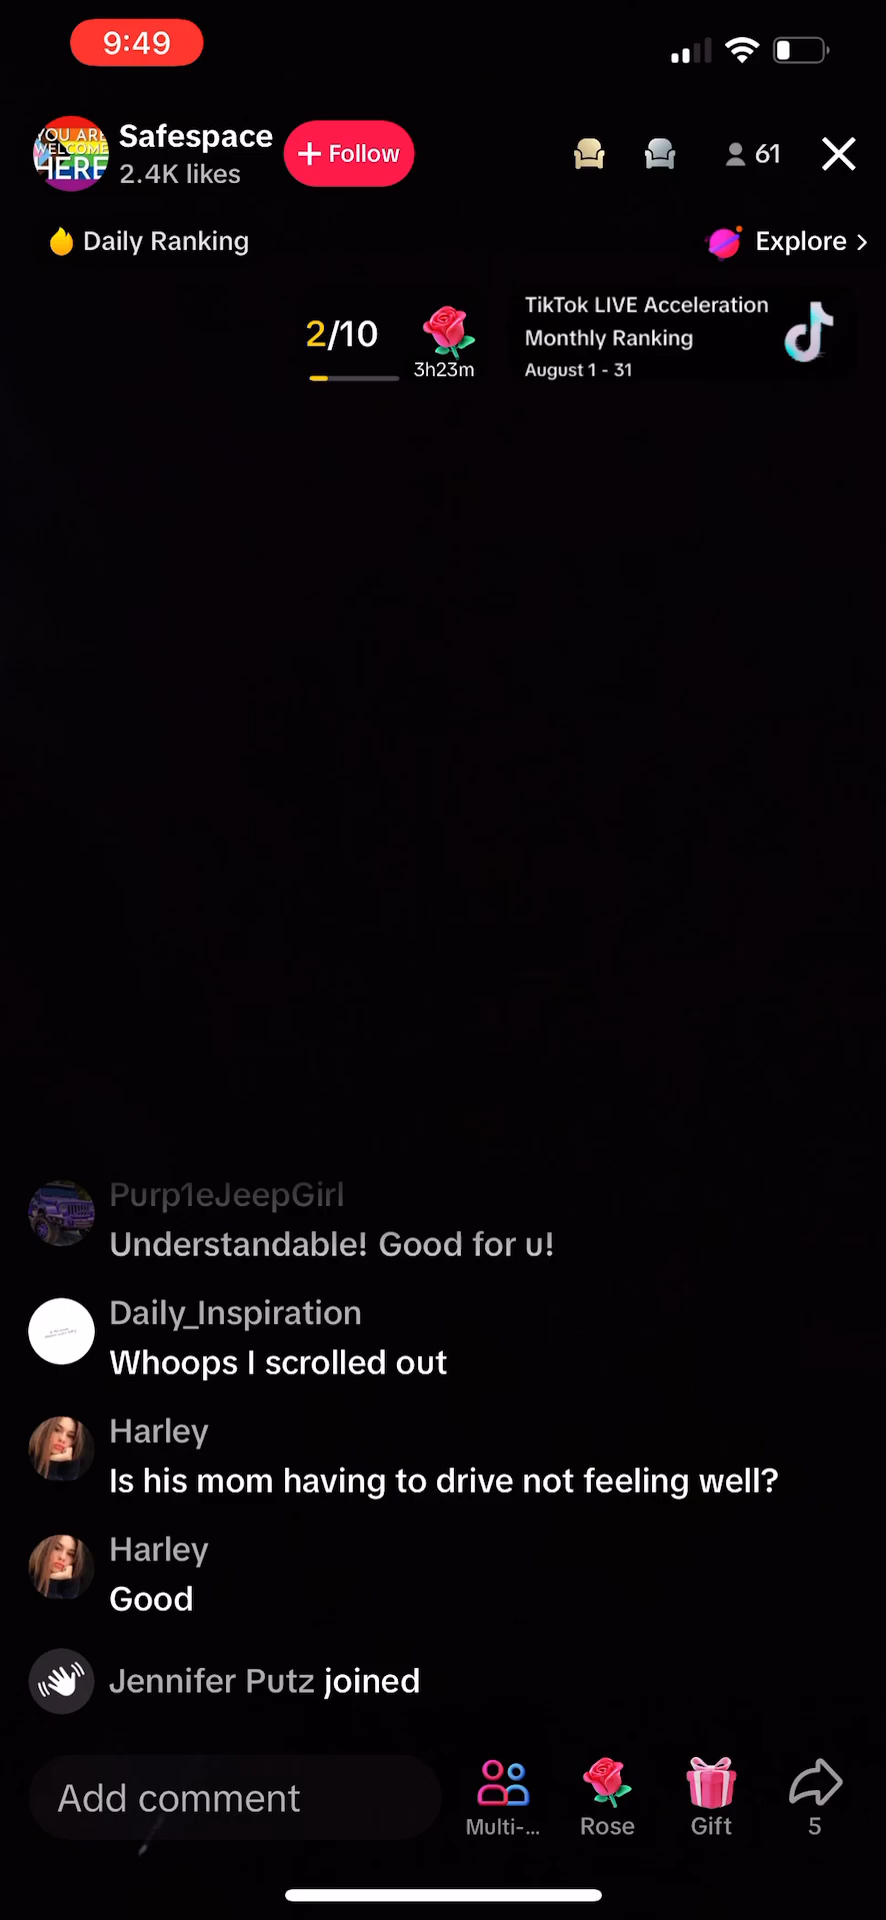 9:49
YOU ARE
WELCOME
HERE
Safespace
2.4K likes
+ Follow
61
Daily Ranking
Explore >
2/10
3h23m
TikTok LIVE Acceleration
Monthly Ranking
August 1 - 31
Purp1eJeepGirl
Understandable! Good for u!
Daily_Inspiration
Whoops I scrolled out
Harley
Is his mom having to drive not feeling well?
Harley
Good
Jennifer Putz joined
Add comment
Multi-...
Rose
Gift
5